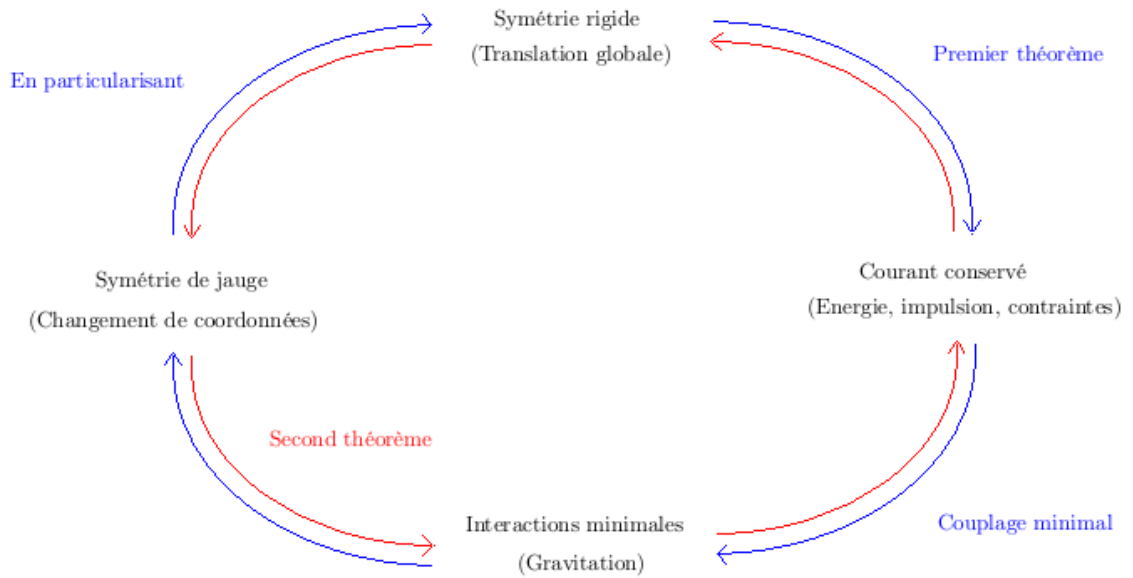 Symétrie rigide
(Translation globale)
Premier théorème
En particularisant
Symétrie de jauge
(Changement de coordonnées)
Courant conservé
(Energie, impulsion, contraintes)
Second théorème
Interactions minimales
(Gravitation)
Couplage minimal